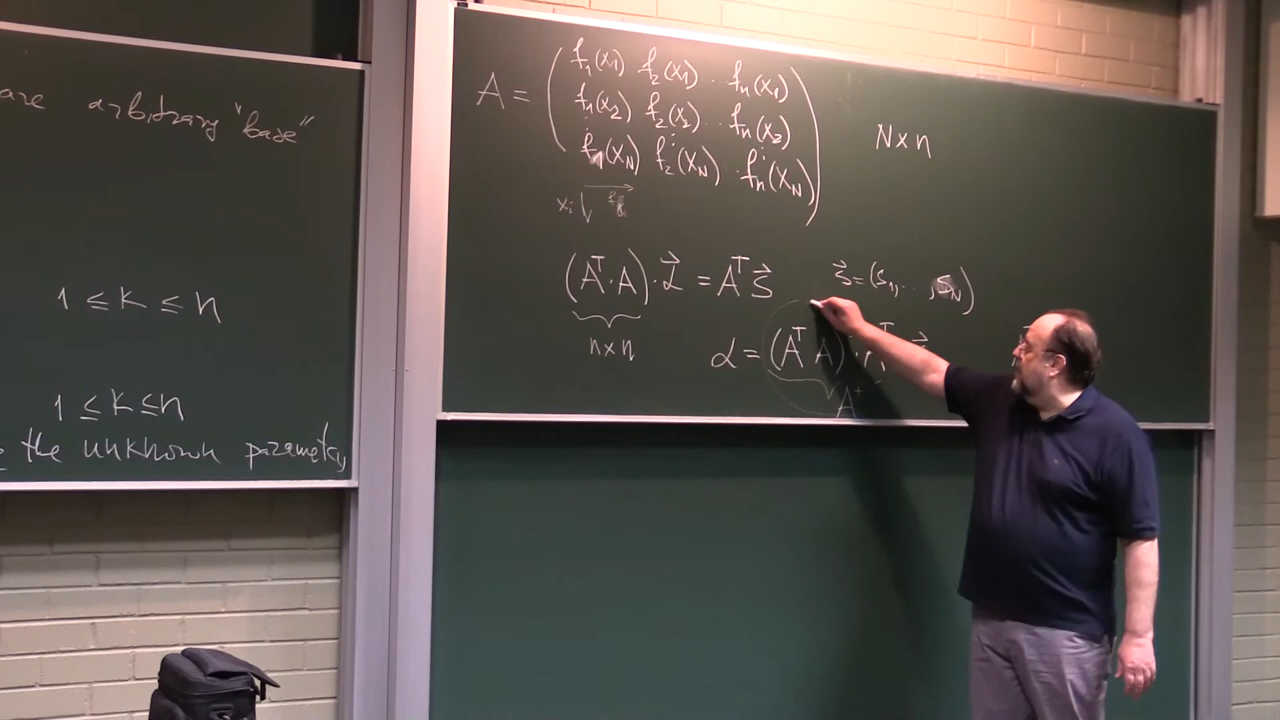 are arbitrary "base"
1 ≤ k ≤ n
1 ≤ k ≤ n
the unknown parameters
A = ( f₁(x₁) f₂(x₁) · fₙ(x₁)
f₁(x₂) f₂(x₂) ·· fₙ(x₂)
⋮ ⋮ ⋮
f₁(x_N) f₂(x_N) · fₙ(x_N) )
N×n
xᵢ
(Aᵀ·A)·α⃗ = Aᵀ s⃗
s⃗ = (s₁, ... , s_N)
n×n
α = (Aᵀ A)
A⁺